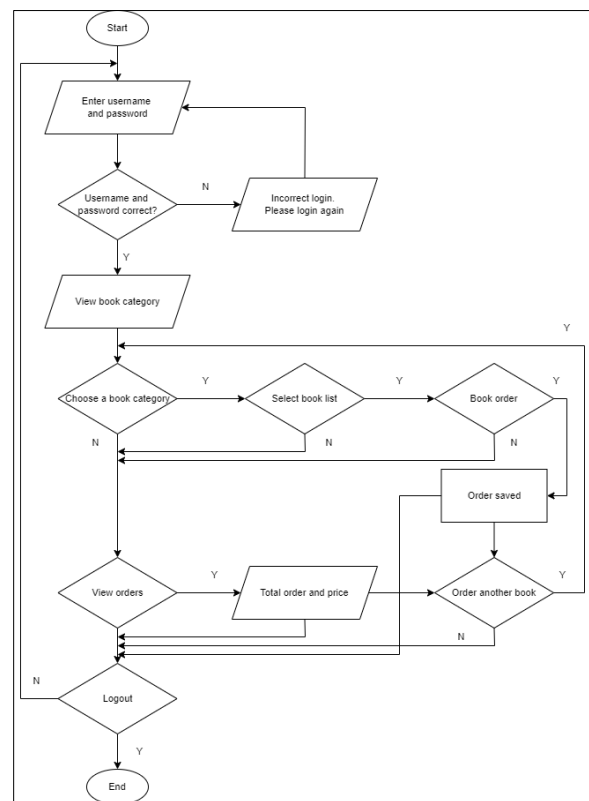 Start
Enter username
and password
Username and
password correct?
N
Incorrect login.
Please login again
Y
View book category
Y
Choose a book category
Y
Select book list
Y
Book order
Y
N
N
N
Order saved
View orders
Y
Total order and price
Order another book
Y
N
N
Logout
Y
End